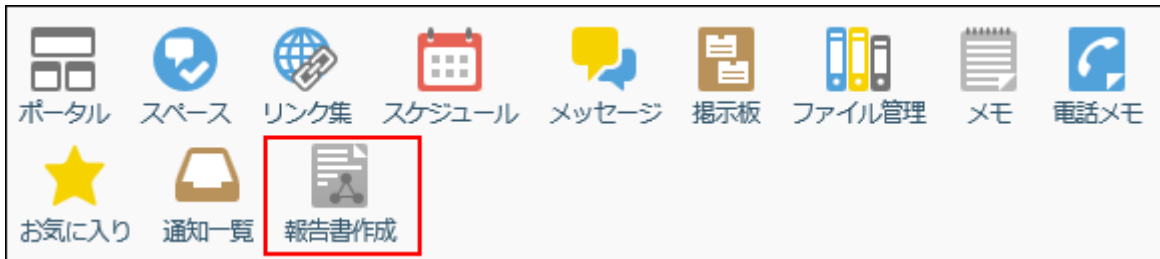 ポータル スペース リンク集 スケジュール メッセージ 掲示板 ファイル管理 メモ 電話メモ
お気に入り 通知一覧 報告書作成